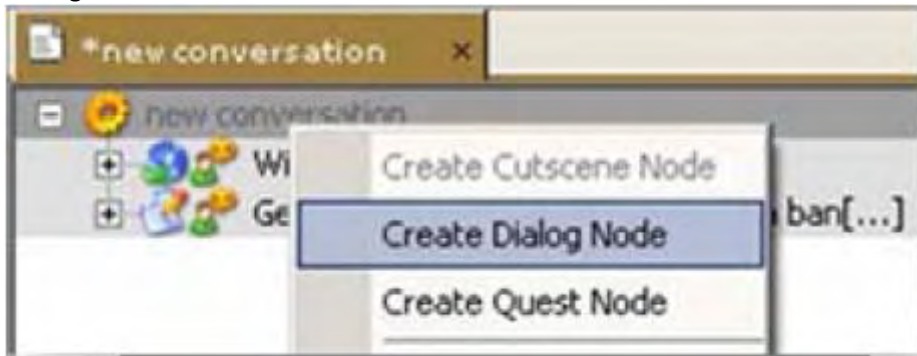 *new conversation ×
new conversation
Wi
Create Cutscene Node
Ge
ban[...]
Create Dialog Node
Create Quest Node